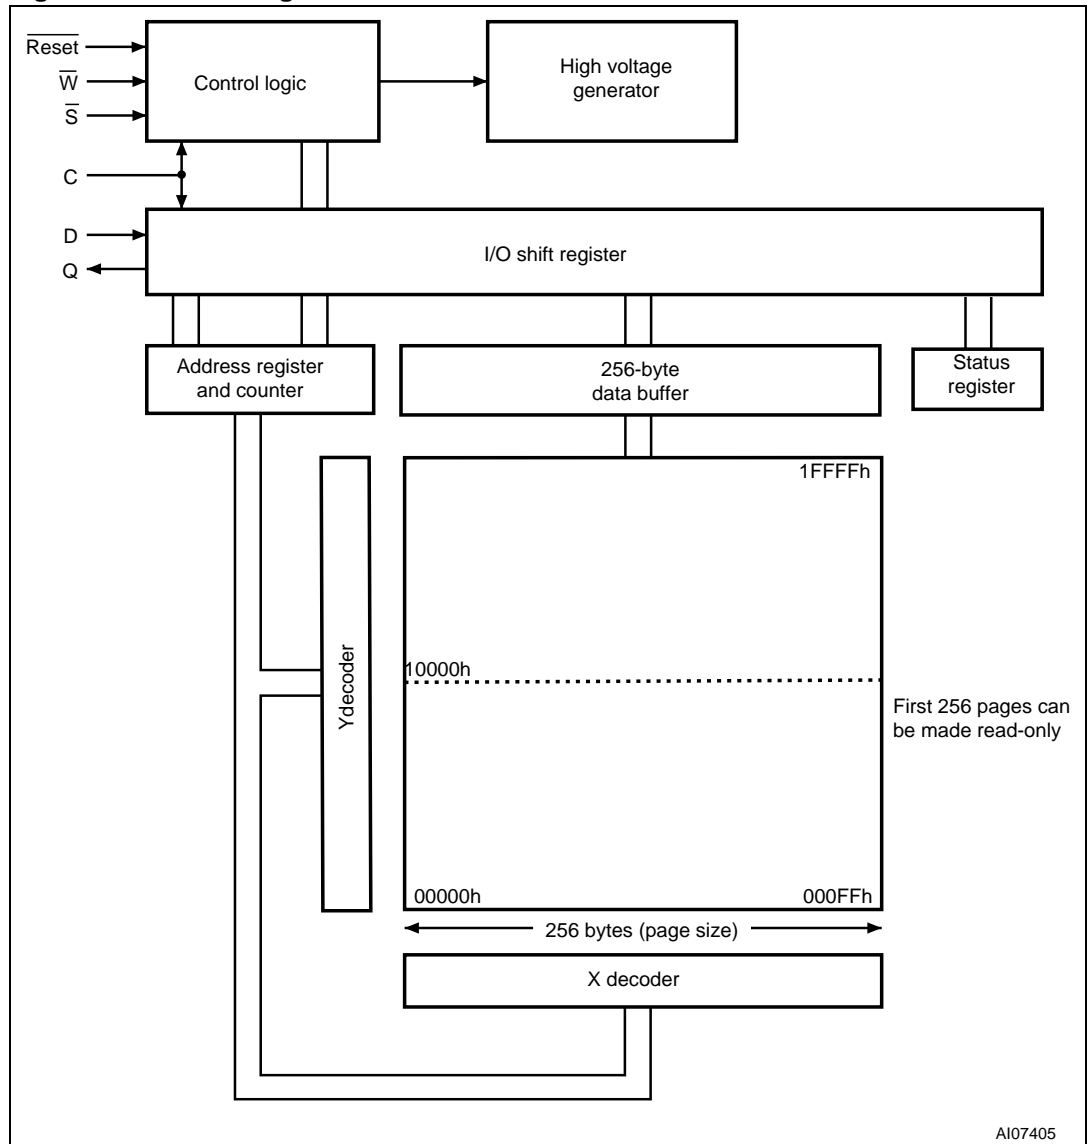 Reset
W
S
C
D
Q
Control logic
High voltage
generator
I/O shift register
Address register
and counter
256-byte
data buffer
Status
register
1FFFFh
10000h
Ydecoder
First 256 pages can
be made read-only
00000h
000FFh
256 bytes (page size)
X decoder
AI07405